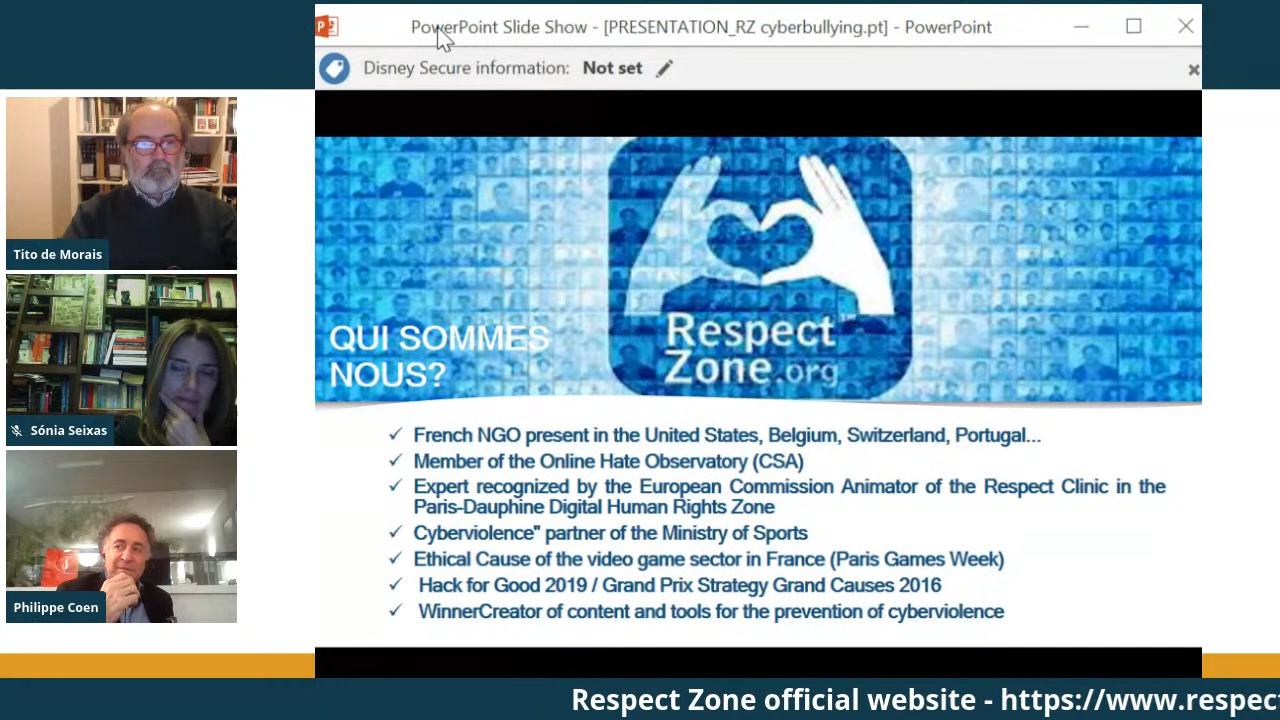 PowerPoint Slide Show - [PRESENTATION_RZ cyberbullying.pt] - PowerPoint
Disney Secure information: Not set
Tito de Morais
Sónia Seixas
Philippe Coen
Respect
Zone.org
TM
QUI SOMMES
NOUS?
French NGO present in the United States, Belgium, Switzerland, Portugal...
Member of the Online Hate Observatory (CSA)
Expert recognized by the European Commission Animator of the Respect Clinic in the
Paris-Dauphine Digital Human Rights Zone
Cyberviolence" partner of the Ministry of Sports
Ethical Cause of the video game sector in France (Paris Games Week)
Hack for Good 2019 / Grand Prix Strategy Grand Causes 2016
WinnerCreator of content and tools for the prevention of cyberviolence
Respect Zone official website - https://www.respec